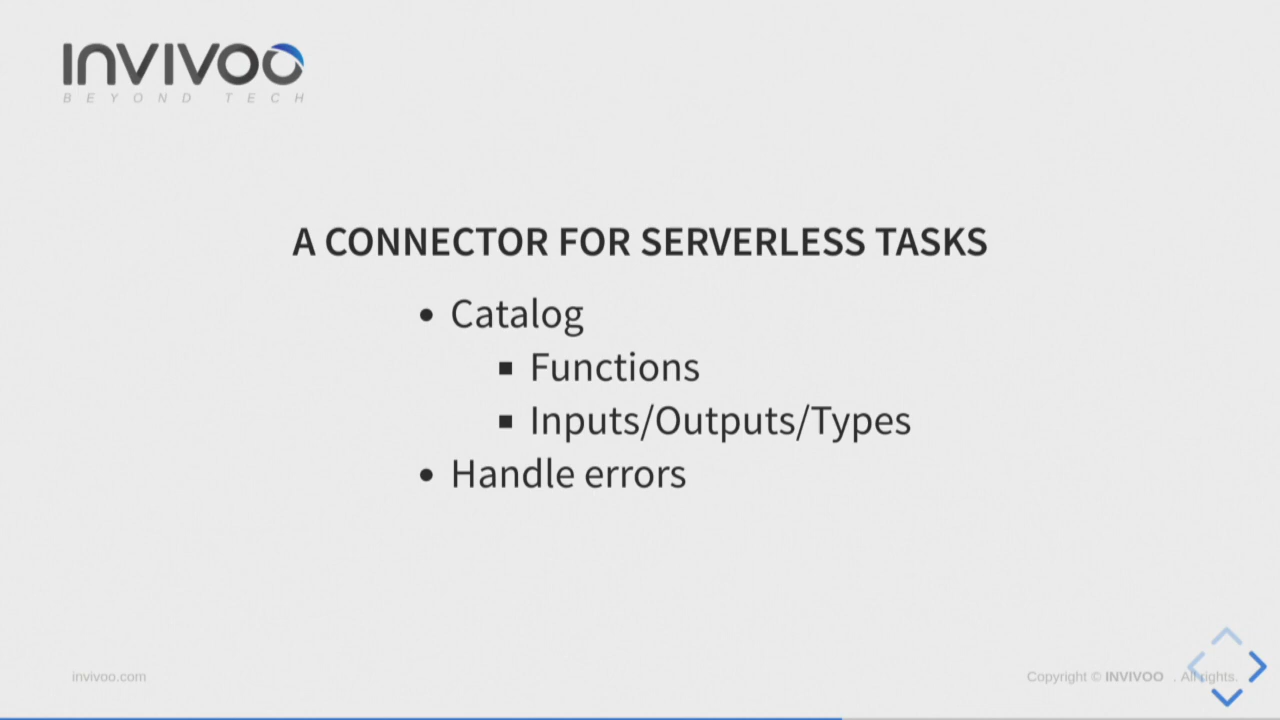 INVIVOO
BEYOND TECH
A CONNECTOR FOR SERVERLESS TASKS
• Catalog
▪ Functions
▪ Inputs/Outputs/Types
• Handle errors
invivoo.com
Copyright © INVIVOO . All rights.